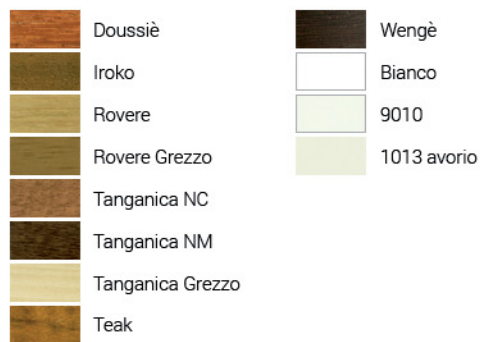 Doussiè
Iroko
Rovere
Rovere Grezzo
Tanganica NC
Tanganica NM
Tanganica Grezzo
Teak
Wengè
Bianco
9010
1013 avorio